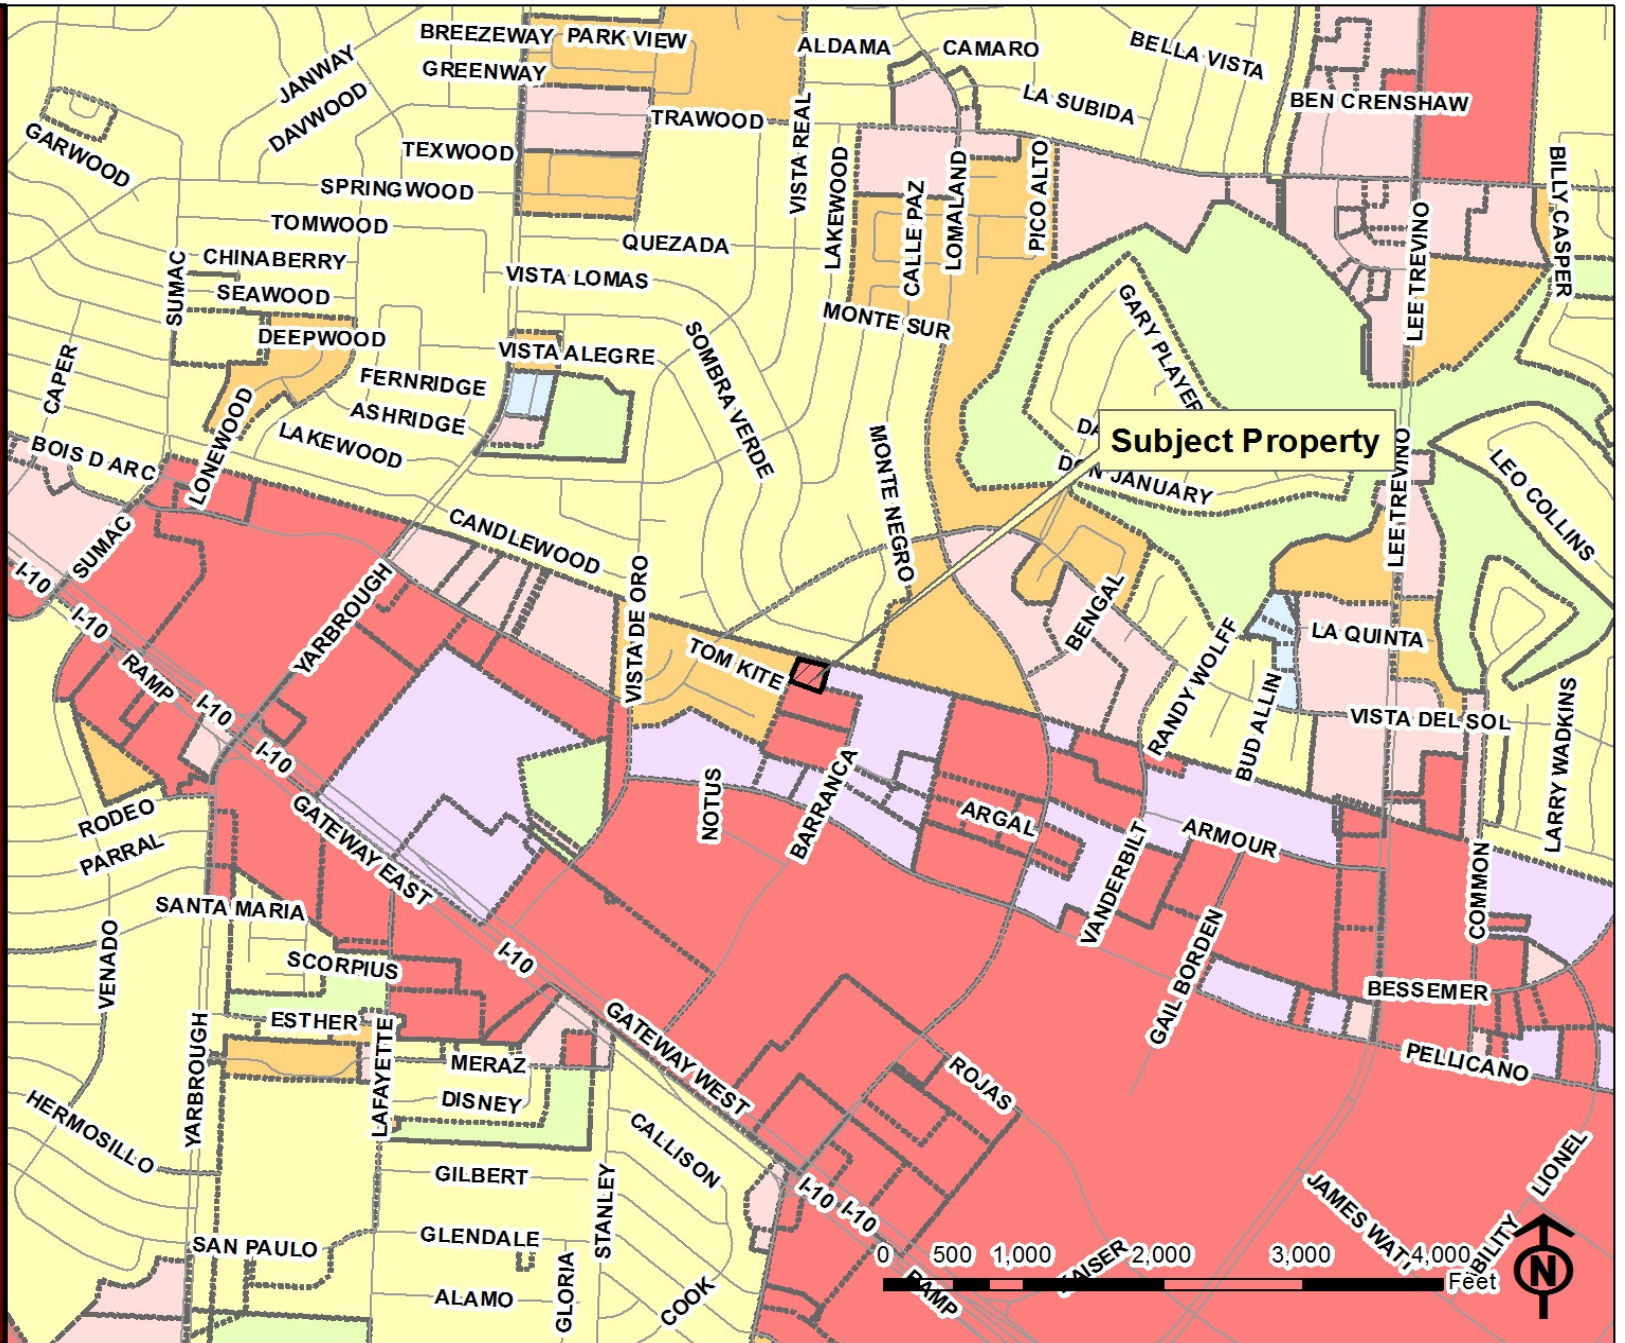 BREEZEWAY
PARK VIEW
ALDAMA
CAMARO
BELLA VISTA
JANWAY
GREENWAY
DAVWOOD
LA SUBIDA
BEN CRENSHAW
TRAWOOD
GARWOOD
TEXWOOD
VISTA REAL
LAKEWOOD
CALLE PAZ
LOMALAND
PICO ALTO
BILLY CASPER
SPRINGWOOD
TOMWOOD
QUEZADA
LEE TREVINO
SUMAC
CHINABERRY
VISTA LOMAS
SEAWOOD
MONTE SUR
DEEPWOOD
GARY PLAYER
CAPER
VISTA ALEGRE
SOMBRA VERDE
FERNRIDGE
ASHRIDGE
LONEWOOD
LAKEWOOD
BOIS D ARC
Subject Property
DA
DON JANUARY
MONTE NEGRO
LEE TREVINO
LEO COLLINS
SUMAC
CANDLEWOOD
I-10
I-10
YARBROUGH
VISTA DE ORO
BENGAL
LA QUINTA
RANDY WOLFF
TOM KITE
RAMP
I-10
I-10
BUD ALLIN
VISTA DEL SOL
LARRY WADKINS
NOTUS
BARRANCA
ARGAL
VANDERBILT
ARMOUR
RODEO
PARRAL
GATEWAY EAST
COMMON
SANTA MARIA
VENADO
I-10
SCORPIUS
GAIL BORDEN
BESSEMER
ESTHER
YARBROUGH
LAFAYETTE
MERAZ
GATEWAY WEST
ROJAS
PELLICANO
DISNEY
HERMOSILLO
CALLISON
GILBERT
STANLEY
I-10
I-10
LIONEL
JAMES WATT
BILITY
GLENDALE
SAN PAULO
GLORIA
ALAMO
COOK
RAMP
KAISER
0 500 1,000 2,000 3,000 4,000
Feet
N